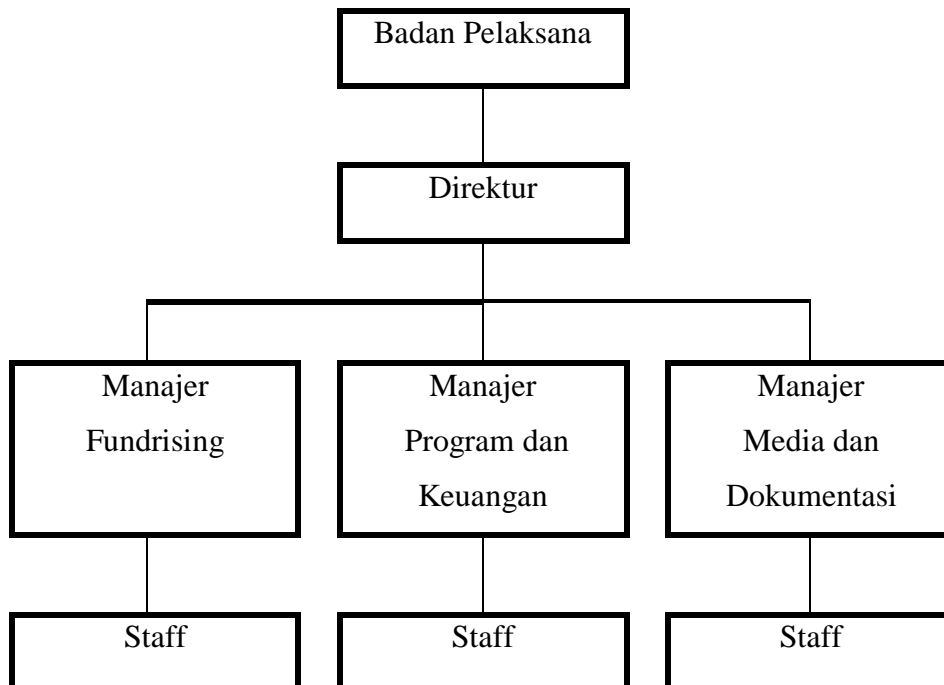 Badan Pelaksana
Direktur
Manajer
Fundrising
Manajer
Program dan
Keuangan
Manajer
Media dan
Dokumentasi
Staff
Staff
Staff